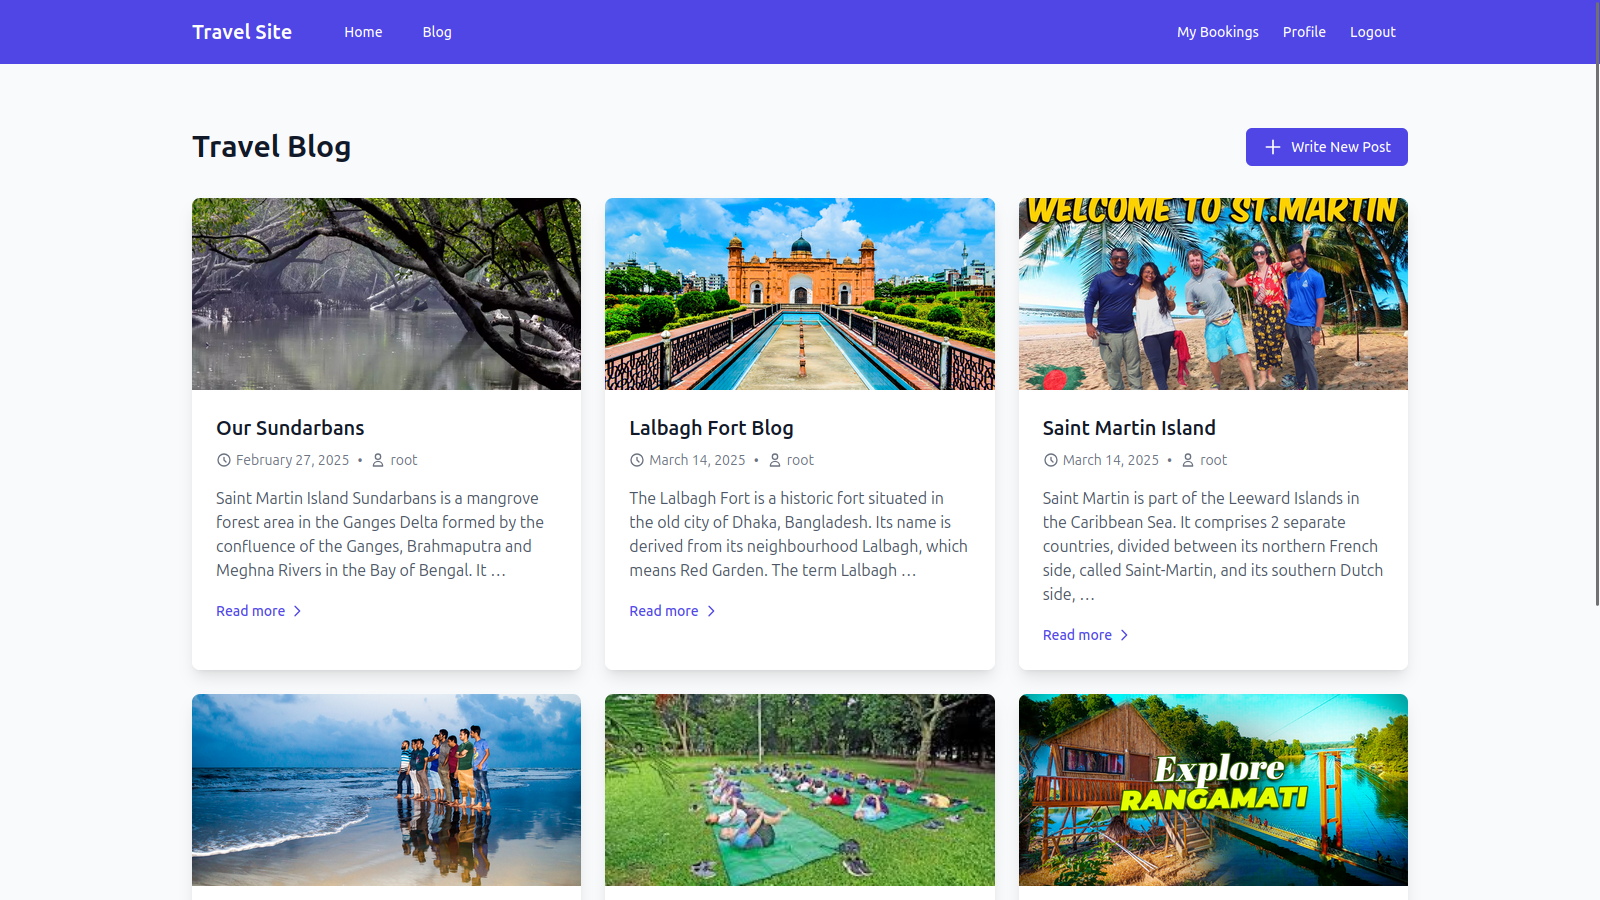 Travel Site
Home
Blog
My Bookings
Profile
Logout
Travel Blog
Write New Post
WELCOME TO ST.MARTIN
Our Sundarbans
February 27, 2025 • root
Saint Martin Island Sundarbans is a mangrove
forest area in the Ganges Delta formed by the
confluence of the Ganges, Brahmaputra and
Meghna Rivers in the Bay of Bengal. It …
Read more
Lalbagh Fort Blog
March 14, 2025 • root
The Lalbagh Fort is a historic fort situated in
the old city of Dhaka, Bangladesh. Its name is
derived from its neighbourhood Lalbagh, which
means Red Garden. The term Lalbagh …
Read more
Saint Martin Island
March 14, 2025 • root
Saint Martin is part of the Leeward Islands in
the Caribbean Sea. It comprises 2 separate
countries, divided between its northern French
side, called Saint-Martin, and its southern Dutch
side, …
Read more
Explore
RANGAMATI